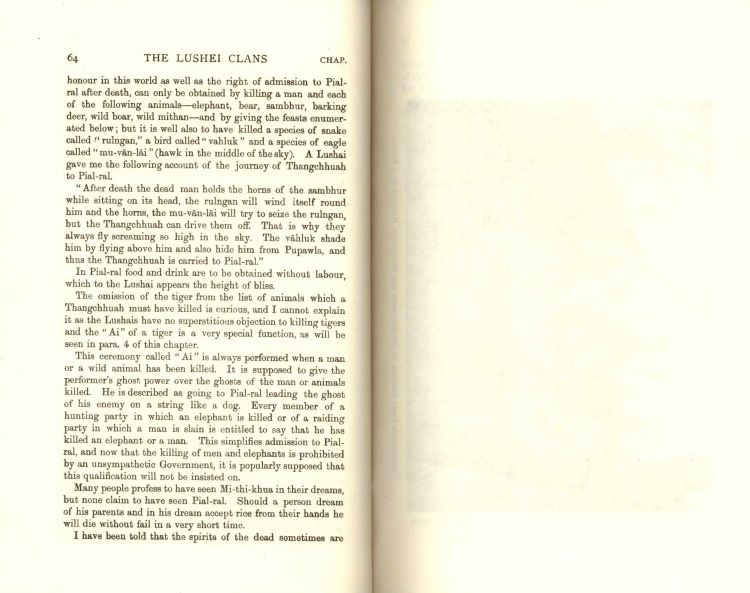 64 THE LUSHEI CLANS CHAP.
honour in this world as well as the right of admission to Pial-
ral after death, can only be obtained by killing a man and each
of the following animals—elephant, bear, sambhur, barking
deer, wild boar, wild mithan—and by giving the feasts enumer-
ated below; but it is well also to have killed a species of snake
called "rulngan," a bird called "vahluk" and a species of eagle
called "mu-vān-lāi" (hawk in the middle of the sky). A Lushai
gave me the following account of the journey of Thangchhuah
to Pial-ral.
"After death the dead man holds the horns of the sambhur
while sitting on its head, the rulngan will wind itself round
him and the horns, the mu-vān-lāi will try to seize the rulngan,
but the Thangchhuah can drive them off. That is why they
always fly screaming so high in the sky. The vāhluk shade
him by flying above him and also hide him from Pupawla, and
thus the Thangchhuah is carried to Pial-ral."
In Pial-ral food and drink are to be obtained without labour,
which to the Lushai appears the height of bliss.
The omission of the tiger from the list of animals which a
Thangchhuah must have killed is curious, and I cannot explain
it as the Lushais have no superstitious objection to killing tigers
and the "Ai" of a tiger is a very special function, as will be
seen in para. 4 of this chapter.
This ceremony called "Ai" is always performed when a man
or a wild animal has been killed. It is supposed to give the
performer's ghost power over the ghosts of the man or animals
killed. He is described as going to Pial-ral leading the ghost
of his enemy on a string like a dog. Every member of a
hunting party in which an elephant is killed or of a raiding
party in which a man is slain is entitled to say that he has
killed an elephant or a man. This simplifies admission to Pial-
ral, and now that the killing of men and elephants is prohibited
by an unsympathetic Government, it is popularly supposed that
this qualification will not be insisted on.
Many people profess to have seen Mi-thi-khua in their dreams,
but none claim to have seen Pial-ral. Should a person dream
of his parents and in his dream accept rice from their hands he
will die without fail in a very short time.
I have been told that the spirits of the dead sometimes are